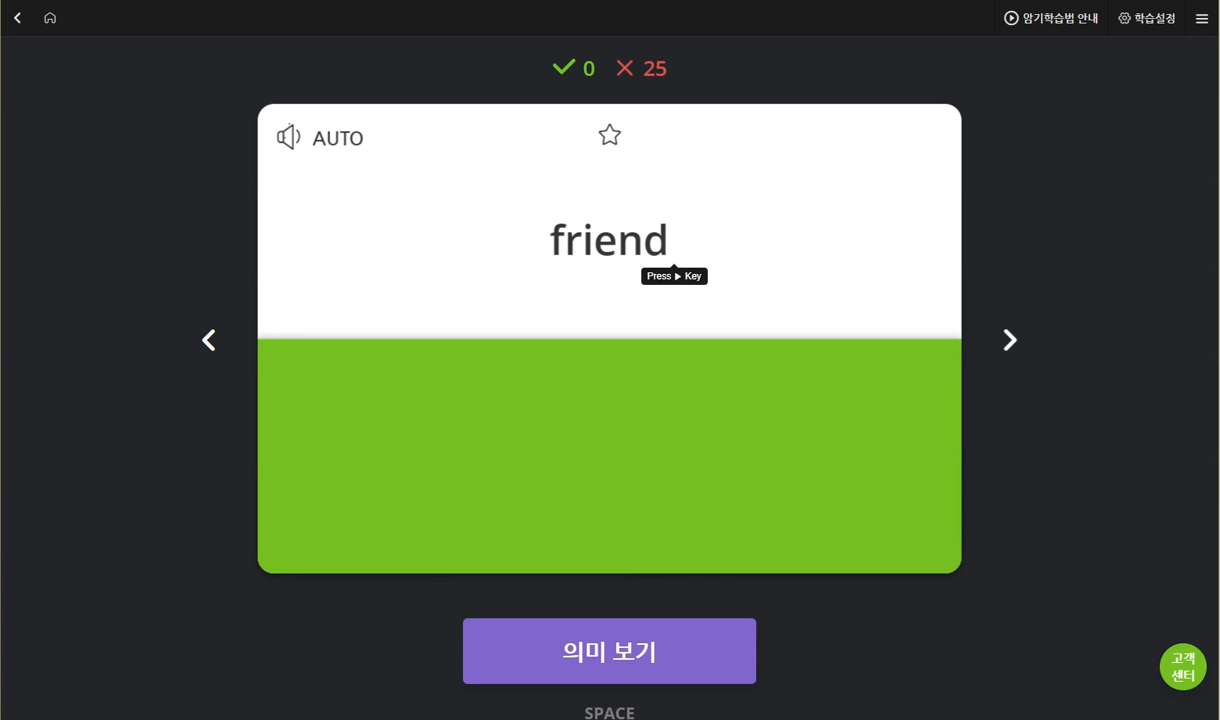 암기학습법 안내 학습설정
0 25
AUTO
friend
Press ▶ Key
의미 보기
고객
센터
SPACE